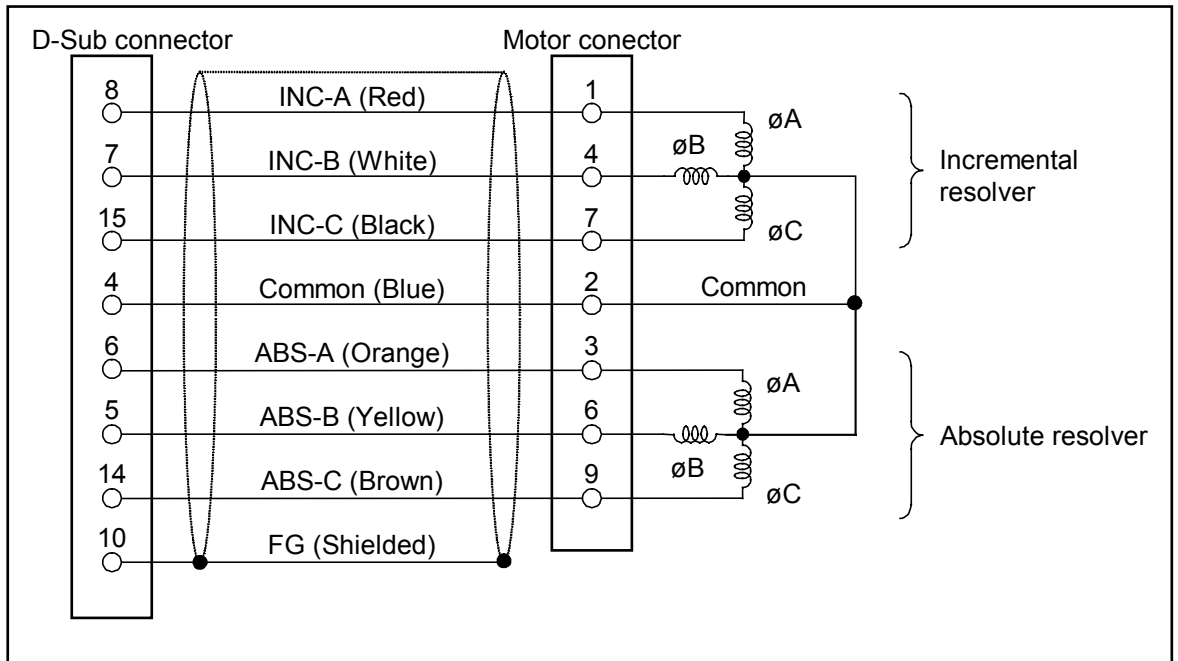 D-Sub connector
Motor conector
8 INC-A (Red) 1
øA
øB
7 INC-B (White) 4
Incremental
resolver
15 INC-C (Black) 7
øC
4 Common (Blue) 2 Common
6 ABS-A (Orange) 3
øA
5 ABS-B (Yellow) 6
Absolute resolver
øB
14 ABS-C (Brown) 9
øC
10 FG (Shielded)